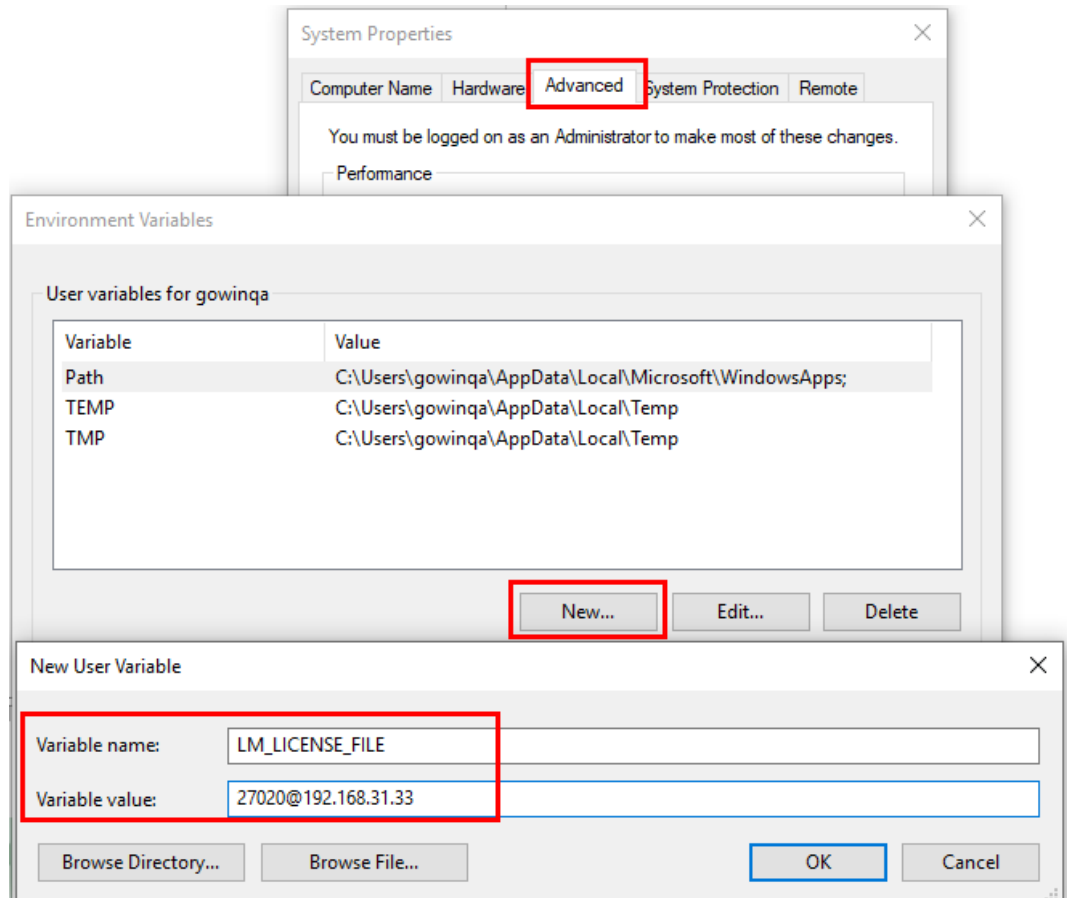 System Properties
Computer Name Hardware Advanced System Protection Remote
You must be logged on as an Administrator to make most of these changes.
Performance
Environment Variables
User variables for gowinqa
Variable Value
Path C:\Users\gowinqa\AppData\Local\Microsoft\WindowsApps;
TEMP C:\Users\gowinqa\AppData\Local\Temp
TMP C:\Users\gowinqa\AppData\Local\Temp
New... Edit... Delete
New User Variable
Variable name: LM_LICENSE_FILE
Variable value: 27020@192.168.31.33
Browse Directory... Browse File... OK Cancel